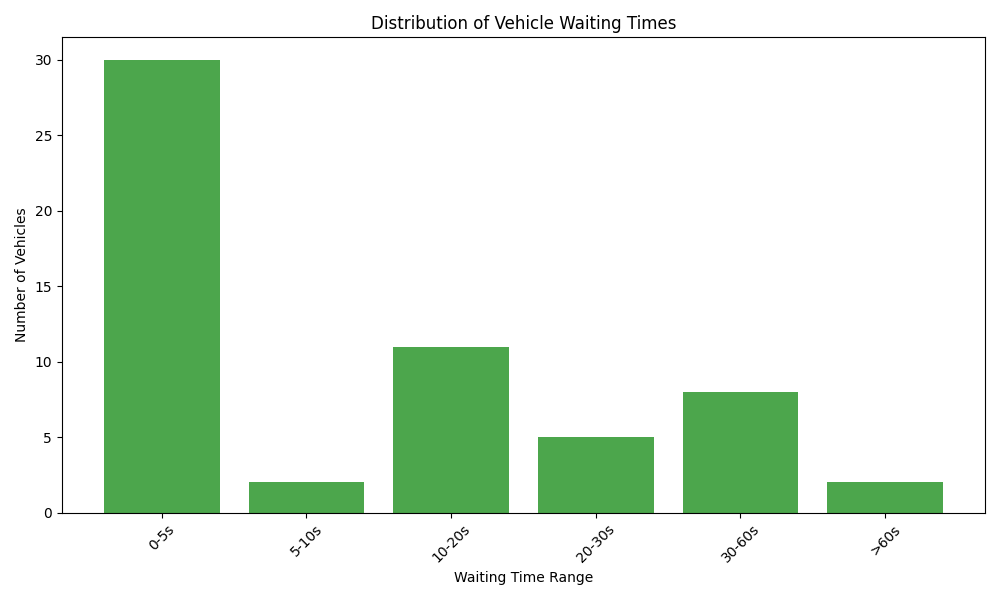 Distribution of Vehicle Waiting Times
Number of Vehicles
30
25
20
15
10
5
0
0-5s
5-10s
10-20s
20-30s
30-60s
>60s
Waiting Time Range